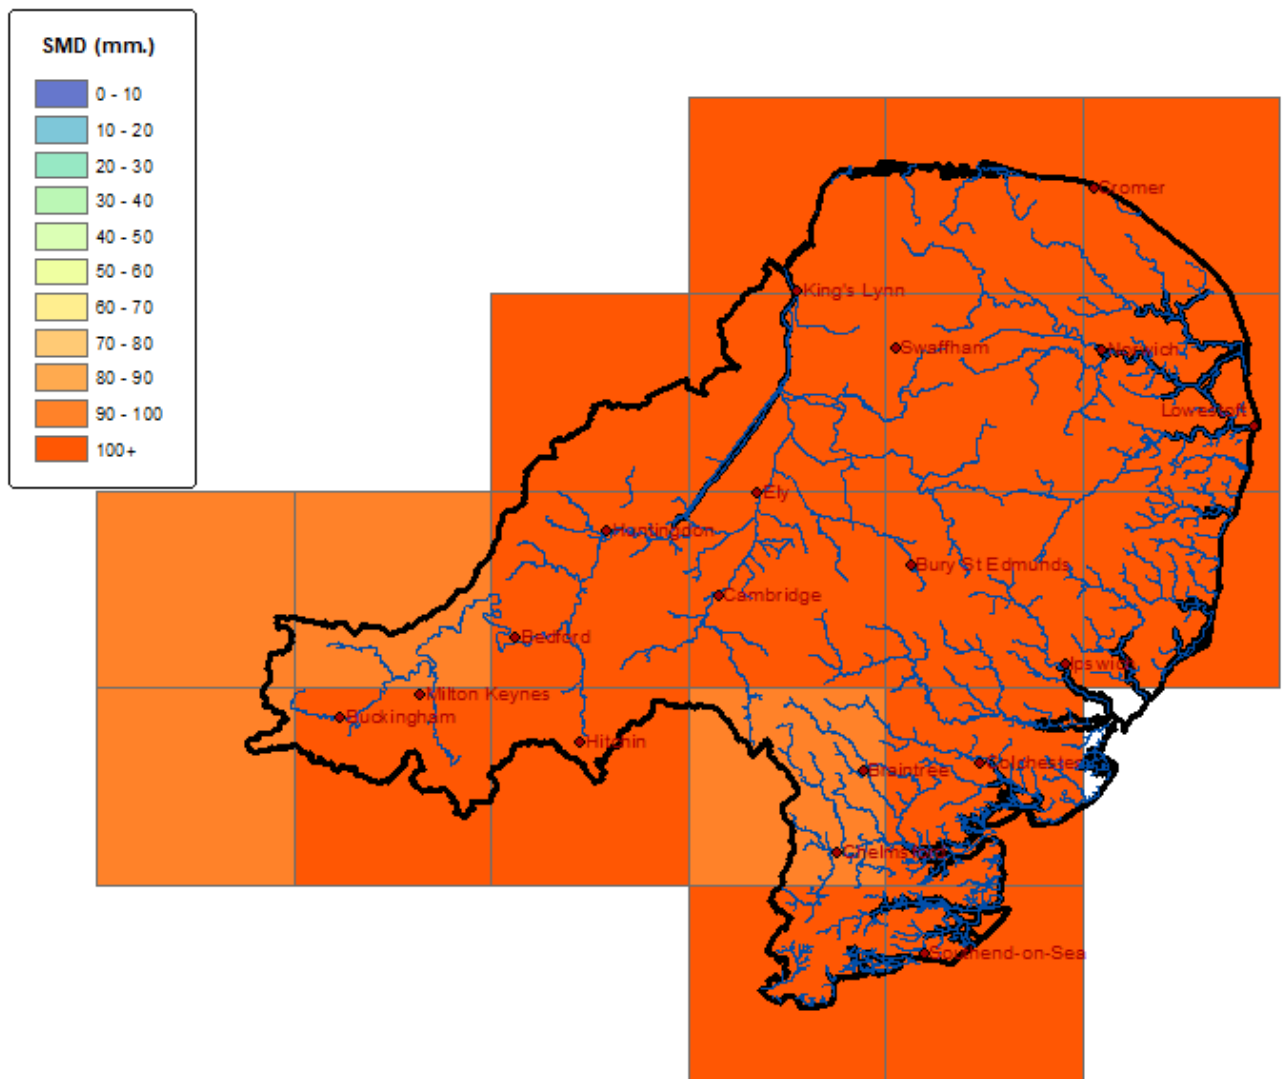 SMD (mm.)
0 - 10
10 - 20
20 - 30
30 - 40
40 - 50
50 - 60
60 - 70
70 - 80
80 - 90
90 - 100
100+
Cromer
King's Lynn
Swaffham
Norwich
Lowestoft
Ely
Huntingdon
Bury St Edmunds
Cambridge
Bedford
Ipswich
Milton Keynes
Buckingham
Hitchin
Colchester
Braintree
Chelmsford
Southend-on-Sea